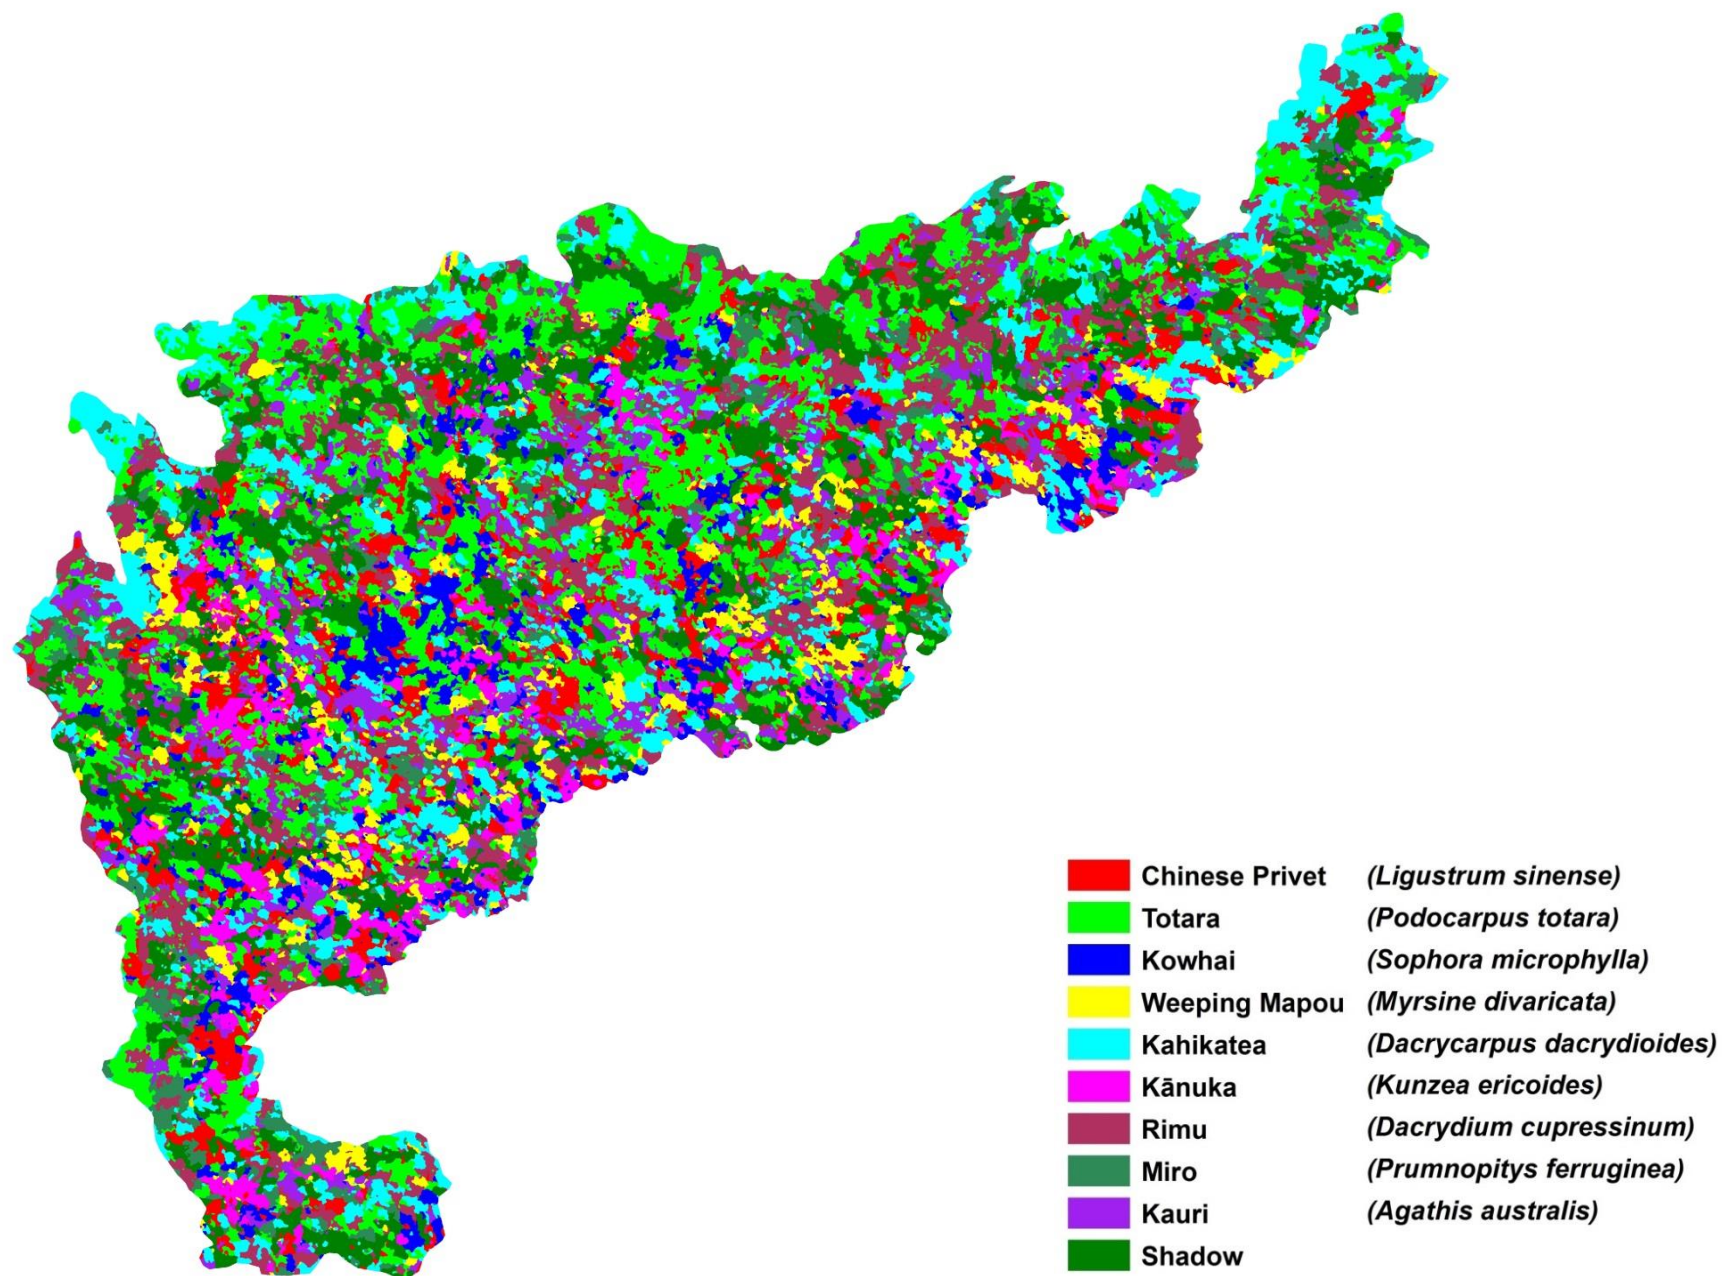 Chinese Privet (Ligustrum sinense)
Totara (Podocarpus totara)
Kowhai (Sophora microphylla)
Weeping Mapou (Myrsine divaricata)
Kahikatea (Dacrycarpus dacrydioides)
Kānuka (Kunzea ericoides)
Rimu (Dacrydium cupressinum)
Miro (Prumnopitys ferruginea)
Kauri (Agathis australis)
Shadow